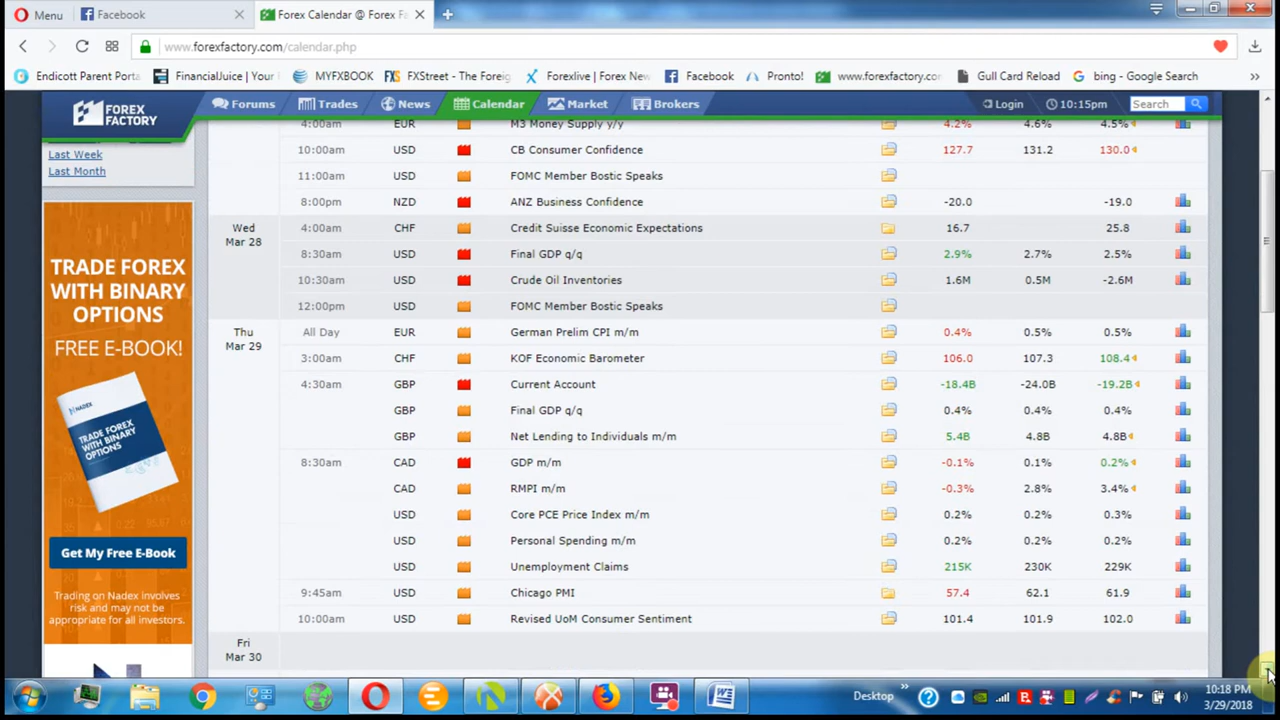 Menu
Facebook
Forex Calendar @ Forex Fa
www.forexfactory.com/calendar.php
Endicott Parent Porta
FinancialJuice | Your
MYFXBOOK
FXStreet - The Foreig
Forexlive | Forex New
Facebook
Pronto!
www.forexfactory.co
Gull Card Reload
bing - Google Search
FOREX FACTORY
Forums Trades News Calendar Market Brokers Login 10:15pm Search
Last Week
Last Month
4:00am EUR M3 Money Supply y/y 4.2% 4.6% 4.5%
10:00am USD CB Consumer Confidence 127.7 131.2 130.0
11:00am USD FOMC Member Bostic Speaks
8:00pm NZD ANZ Business Confidence -20.0 -19.0
Wed Mar 28 4:00am CHF Credit Suisse Economic Expectations 16.7 25.8
8:30am USD Final GDP q/q 2.9% 2.7% 2.5%
10:30am USD Crude Oil Inventories 1.6M 0.5M -2.6M
12:00pm USD FOMC Member Bostic Speaks
Thu Mar 29 All Day EUR German Prelim CPI m/m 0.4% 0.5% 0.5%
3:00am CHF KOF Economic Barometer 106.0 107.3 108.4
4:30am GBP Current Account -18.4B -24.0B -19.2B
GBP Final GDP q/q 0.4% 0.4% 0.4%
GBP Net Lending to Individuals m/m 5.4B 4.8B 4.8B
8:30am CAD GDP m/m -0.1% 0.1% 0.2%
CAD RMPI m/m -0.3% 2.8% 3.4%
USD Core PCE Price Index m/m 0.2% 0.2% 0.3%
USD Personal Spending m/m 0.2% 0.2% 0.2%
USD Unemployment Claims 215K 230K 229K
9:45am USD Chicago PMI 57.4 62.1 61.9
10:00am USD Revised UoM Consumer Sentiment 101.4 101.9 102.0
Fri Mar 30
TRADE FOREX
WITH BINARY
OPTIONS
FREE E-BOOK!
NADEX
TRADE FOREX
WITH BINARY
OPTIONS
Get My Free E-Book
Trading on Nadex involves
risk and may not be
appropriate for all investors.
Desktop
10:18 PM
3/29/2018